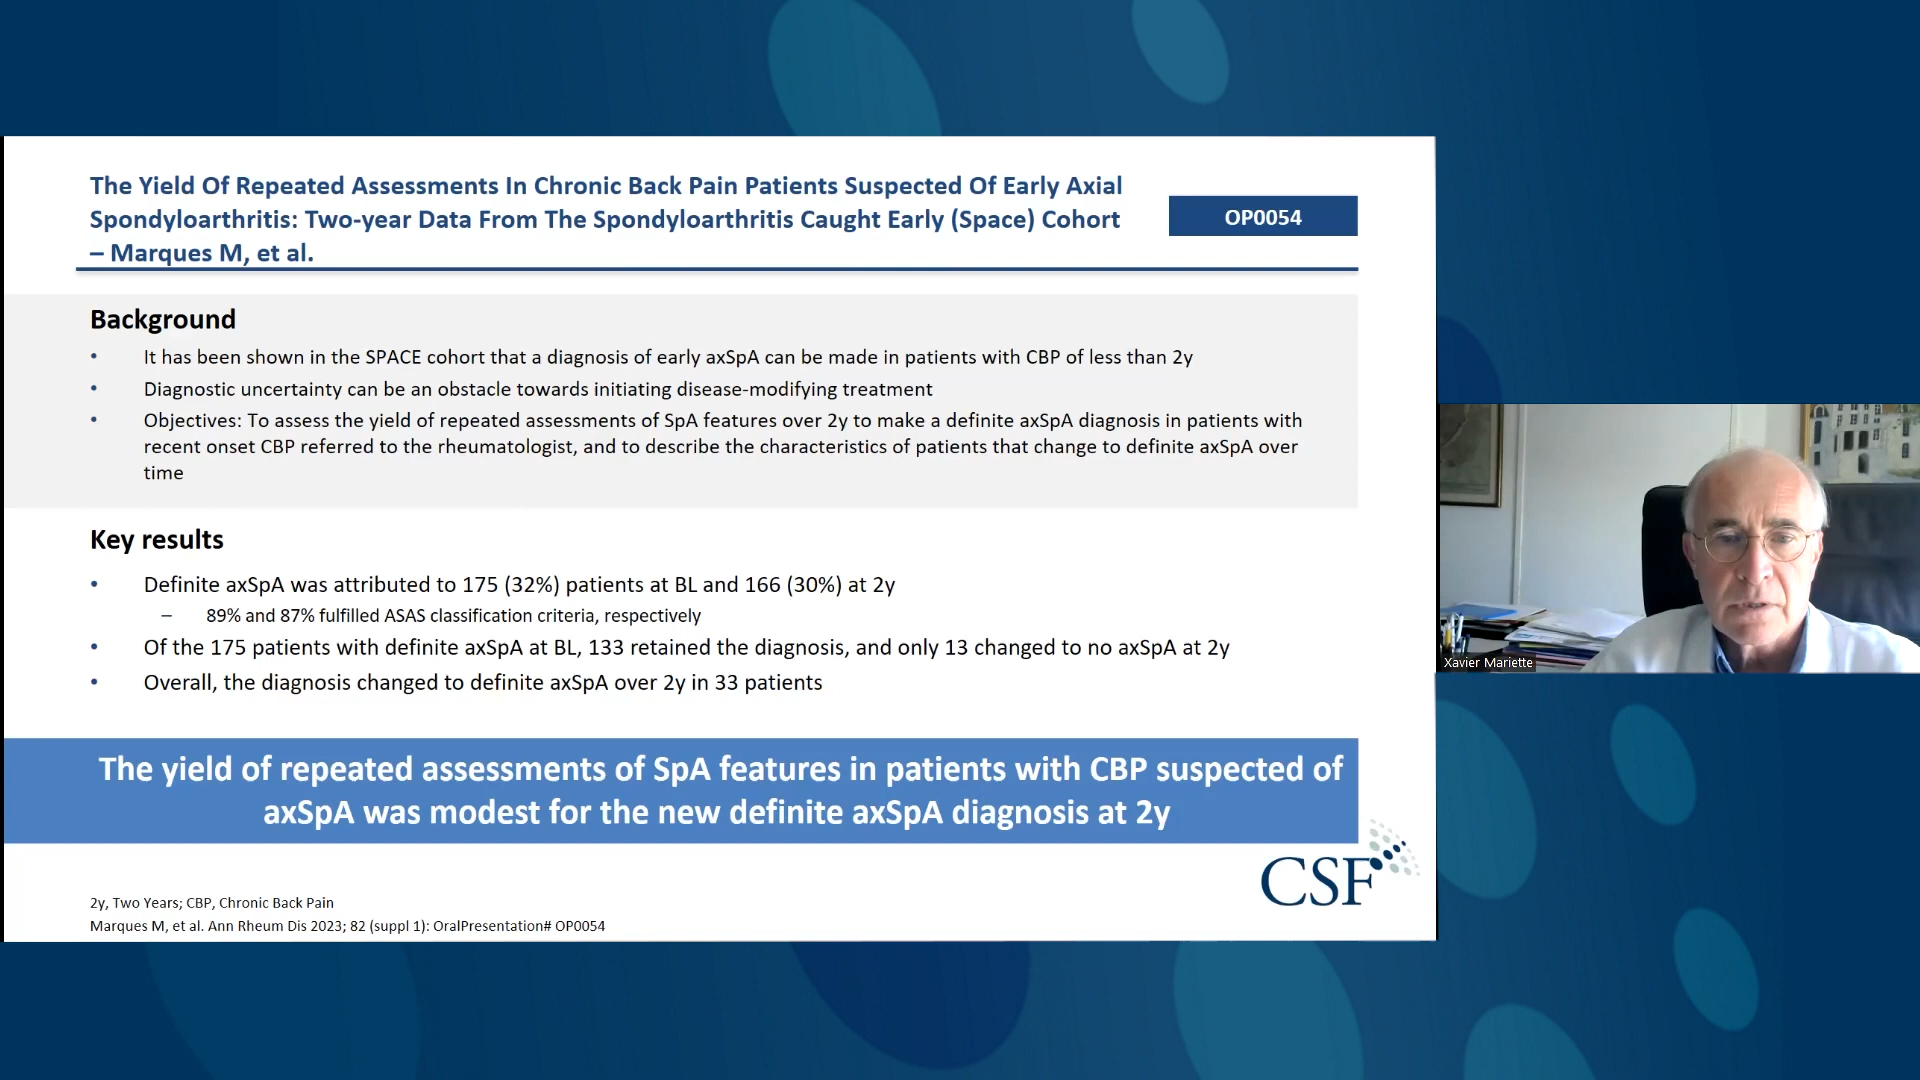 The Yield Of Repeated Assessments In Chronic Back Pain Patients Suspected Of Early Axial
Spondyloarthritis: Two-year Data From The Spondyloarthritis Caught Early (Space) Cohort
– Marques M, et al.
OP0054
Background
• It has been shown in the SPACE cohort that a diagnosis of early axSpA can be made in patients with CBP of less than 2y
• Diagnostic uncertainty can be an obstacle towards initiating disease-modifying treatment
• Objectives: To assess the yield of repeated assessments of SpA features over 2y to make a definite axSpA diagnosis in patients with
recent onset CBP referred to the rheumatologist, and to describe the characteristics of patients that change to definite axSpA over
time
Key results
• Definite axSpA was attributed to 175 (32%) patients at BL and 166 (30%) at 2y
– 89% and 87% fulfilled ASAS classification criteria, respectively
• Of the 175 patients with definite axSpA at BL, 133 retained the diagnosis, and only 13 changed to no axSpA at 2y
• Overall, the diagnosis changed to definite axSpA over 2y in 33 patients
The yield of repeated assessments of SpA features in patients with CBP suspected of
axSpA was modest for the new definite axSpA diagnosis at 2y
CSF
2y, Two Years; CBP, Chronic Back Pain
Marques M, et al. Ann Rheum Dis 2023; 82 (suppl 1): OralPresentation# OP0054
Xavier Mariette